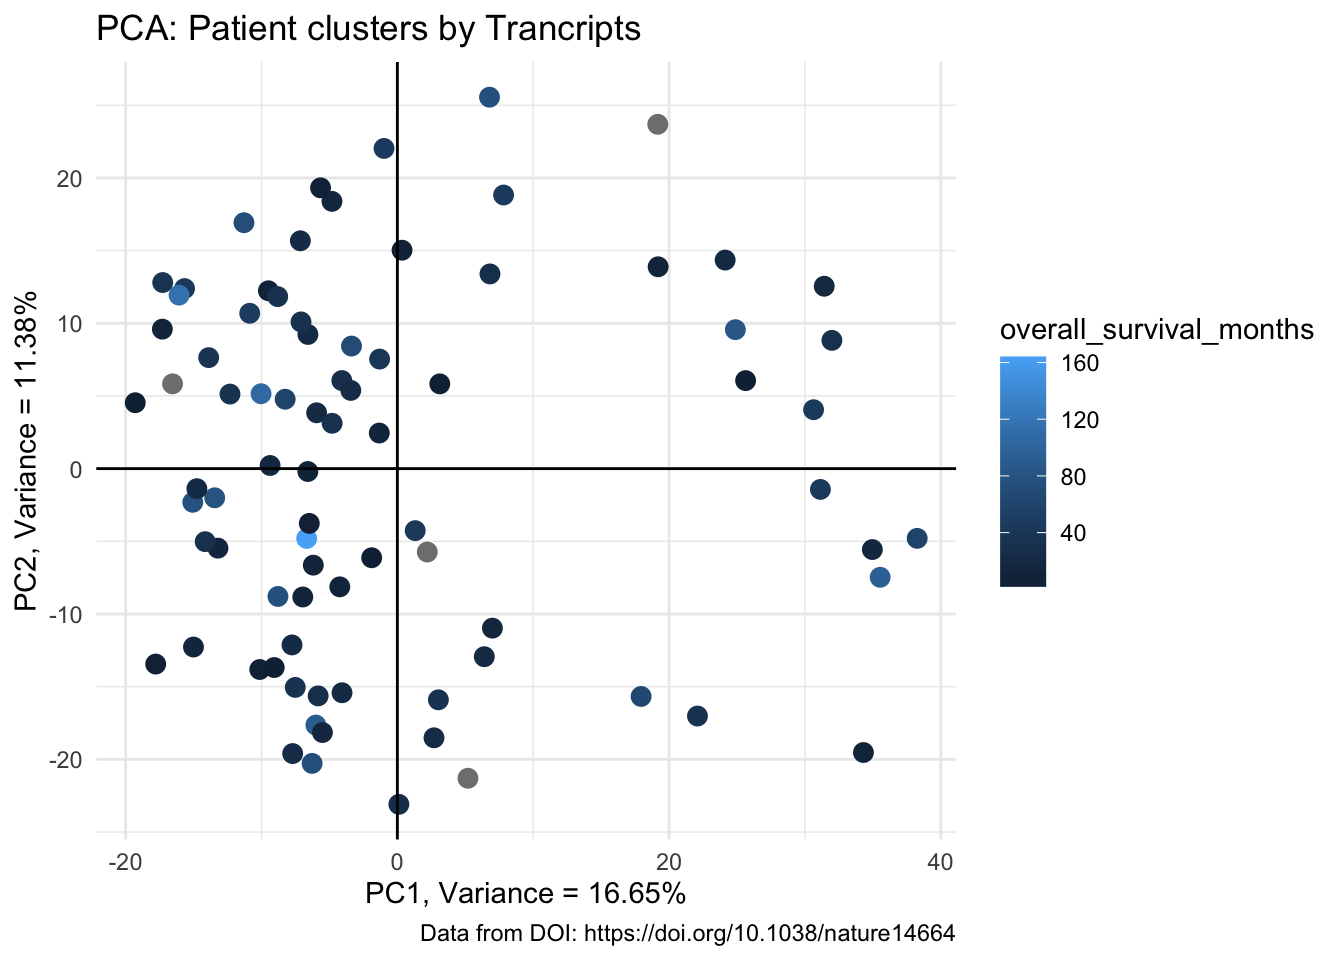 PCA: Patient clusters by Trancripts
PC2, Variance = 11.38%
20
10
0
-10
-20
-20
0
20
40
PC1, Variance = 16.65%
overall_survival_months
160
120
80
40
Data from DOI: https://doi.org/10.1038/nature14664